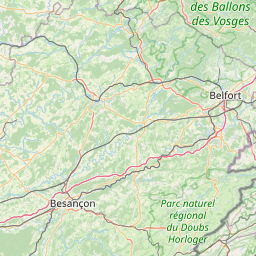 des Ballons
des Vosges
Belfort
Besançon
Parc naturel
régional
du Doubs
Horloger